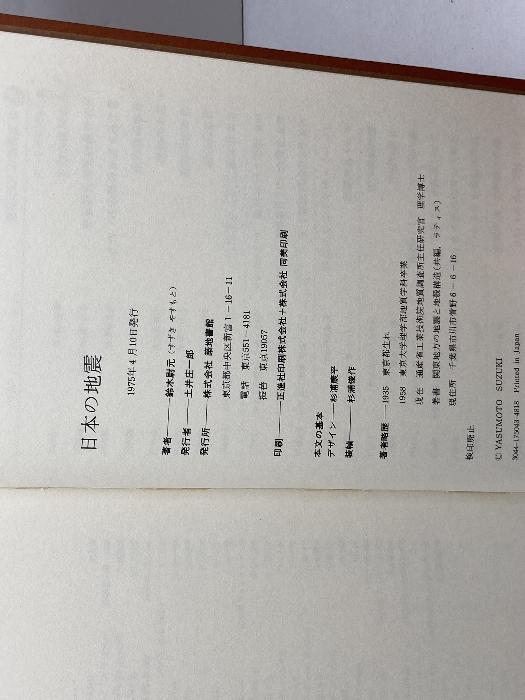 日本の地震
1975年4月10日発行
著者───鈴木尉元(すずき やすもと)
発行者───土井庄一郎
発行所───株式会社 築地書館
東京都中央区新富1-16-11
電話 東京551-4181
振替 東京19057
印刷───正進社印刷株式会社+株式会社 同美印刷
本文の基本
デザイン───杉浦康平
装幀───杉浦俊作
著者略歴───1935 東京都生れ
1958 東京大学理学部地質学科卒業
現在 通産省工業技術院地質調査所主任研究官 理学博士
著書 関東地方の地震と地殻構造(共編, ラティス)
現住所 千葉県市川市菅野6-6-16
検印廃止
© YASUMOTO SUZUKI
3044-175043-4818 Printed in Japan